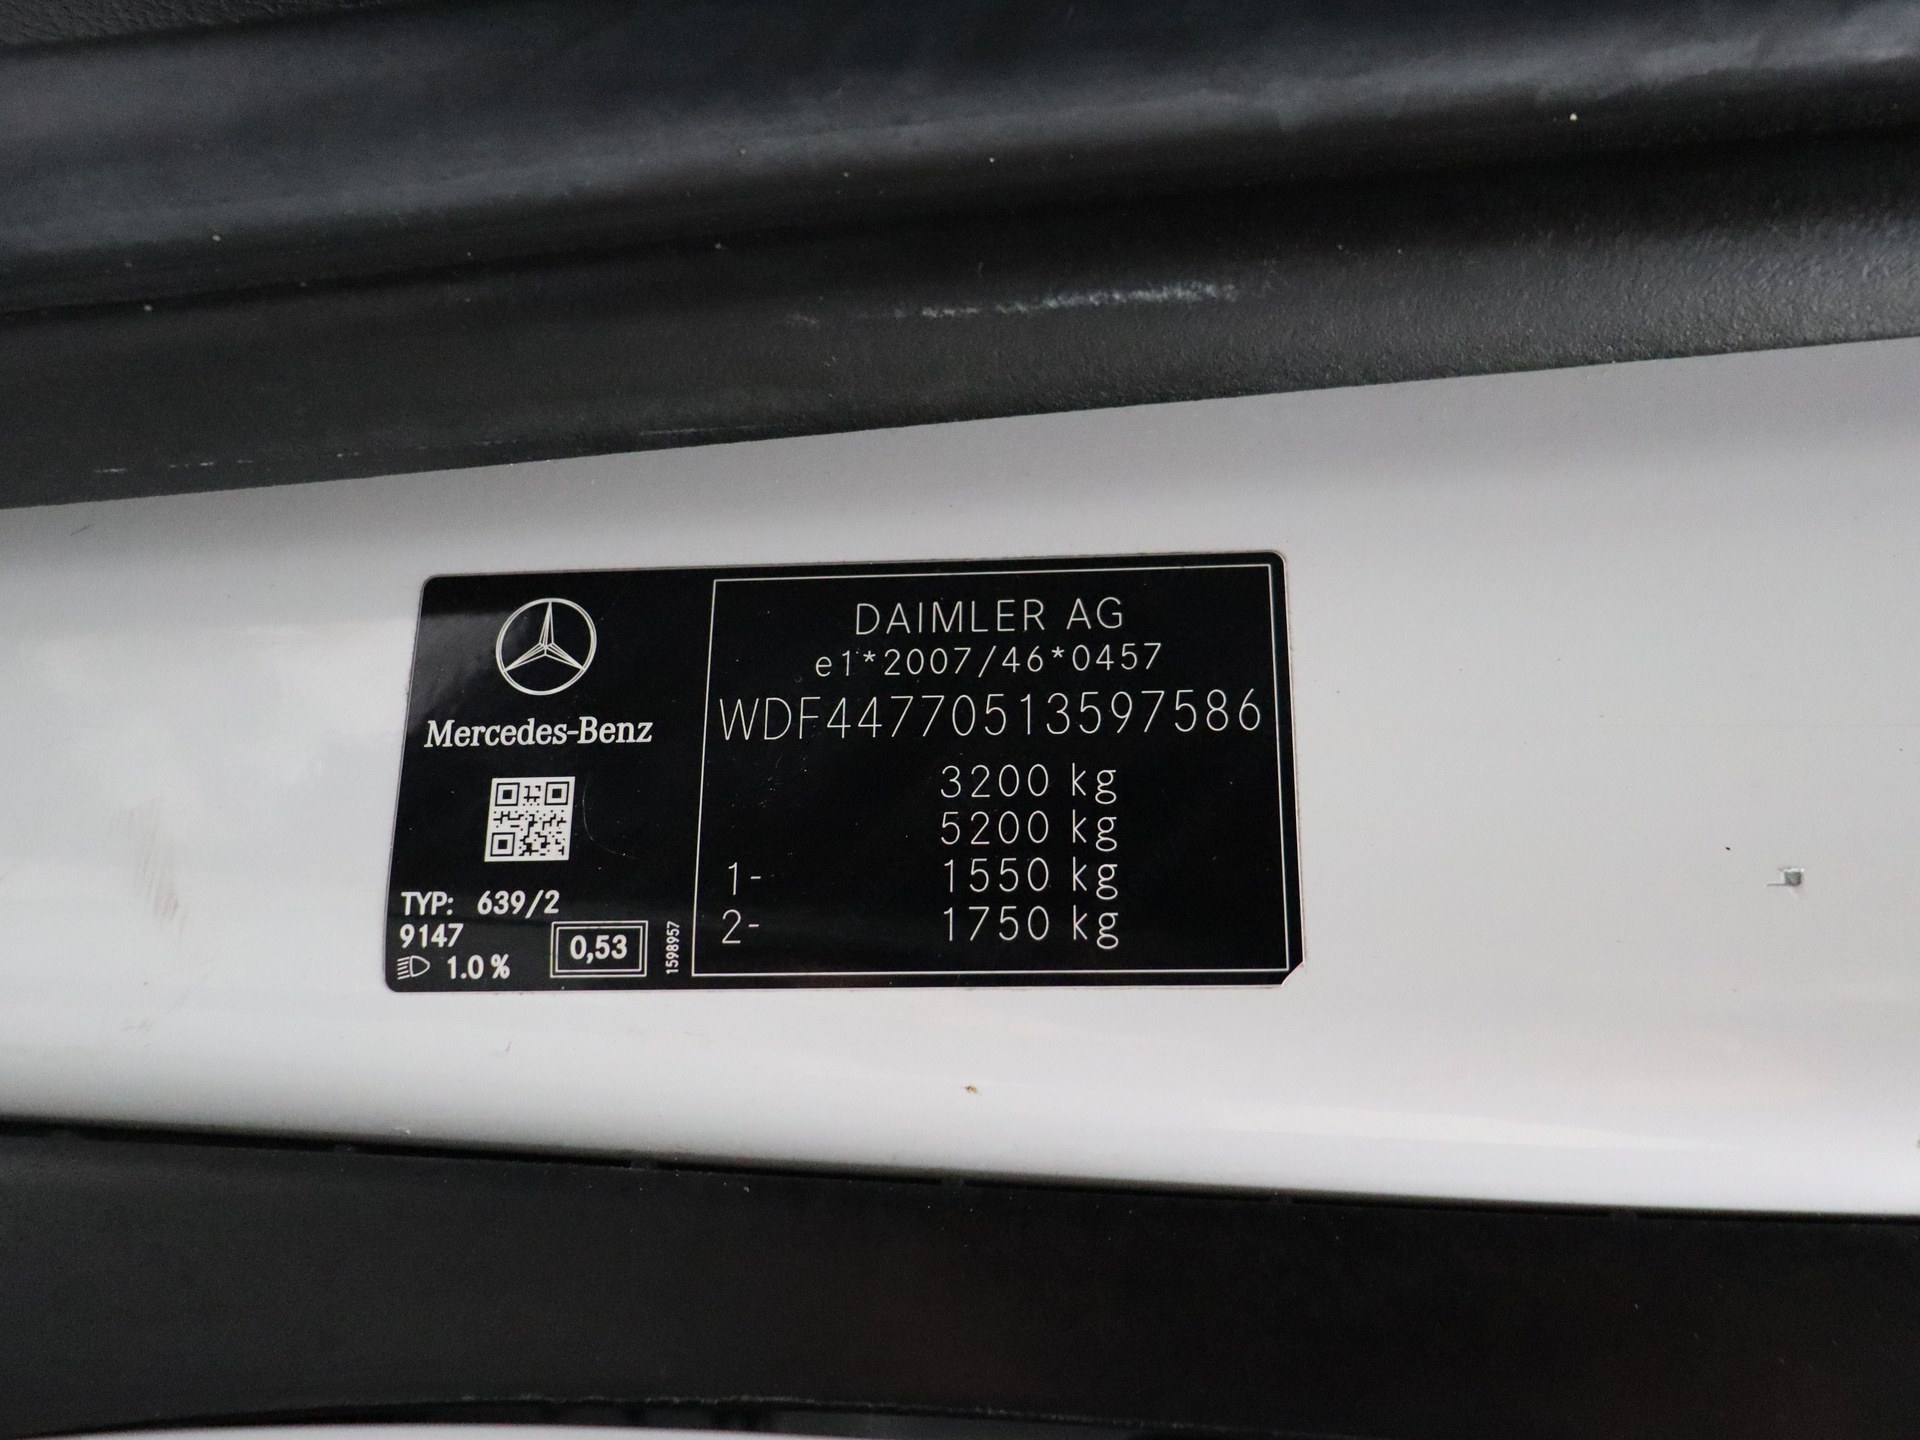 Mercedes-Benz
TYP: 639/2
9147
1.0 %
0,53
1598957
DAIMLER AG
e1*2007/46*0457
WDF44770513597586
3200 kg
5200 kg
1- 1550 kg
2- 1750 kg